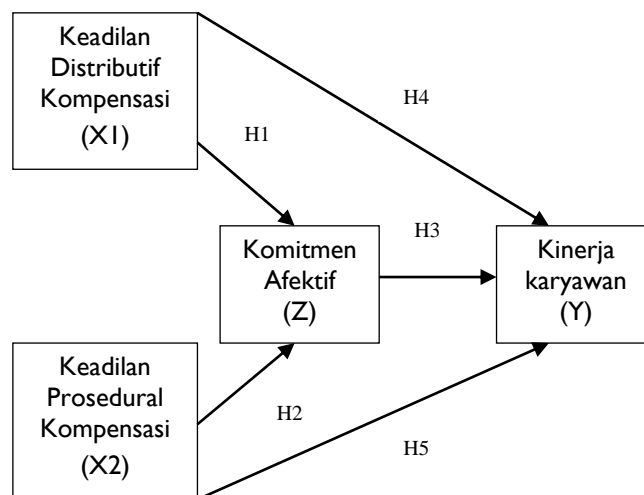 Keadilan
Distributif
Kompensasi
(X1)
H4
H1
Komitmen
Afektif
(Z)
H3
Kinerja
karyawan
(Y)
Keadilan
Prosedural
Kompensasi
(X2)
H2
H5